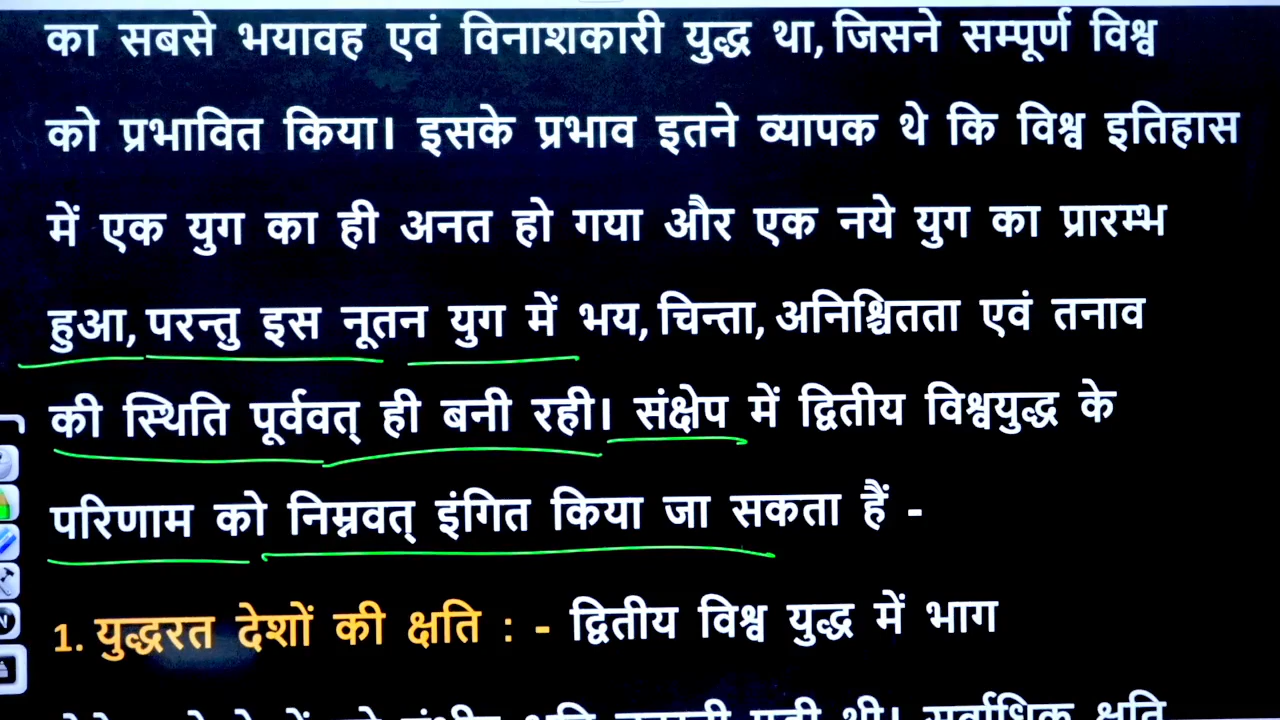 का सबसे भयावह एवं विनाशकारी युद्ध था, जिसने सम्पूर्ण विश्व
को प्रभावित किया। इसके प्रभाव इतने व्यापक थे कि विश्व इतिहास
में एक युग का ही अनत हो गया और एक नये युग का प्रारम्भ
हुआ, परन्तु इस नूतन युग में भय, चिन्ता, अनिश्चितता एवं तनाव
की स्थिति पूर्ववत् ही बनी रही। संक्षेप में द्वितीय विश्वयुद्ध के
परिणाम को निम्नवत् इंगित किया जा सकता हैं -
1. युद्धरत देशों की क्षति : - द्वितीय विश्व युद्ध में भाग
सर्वाधिक क्षति